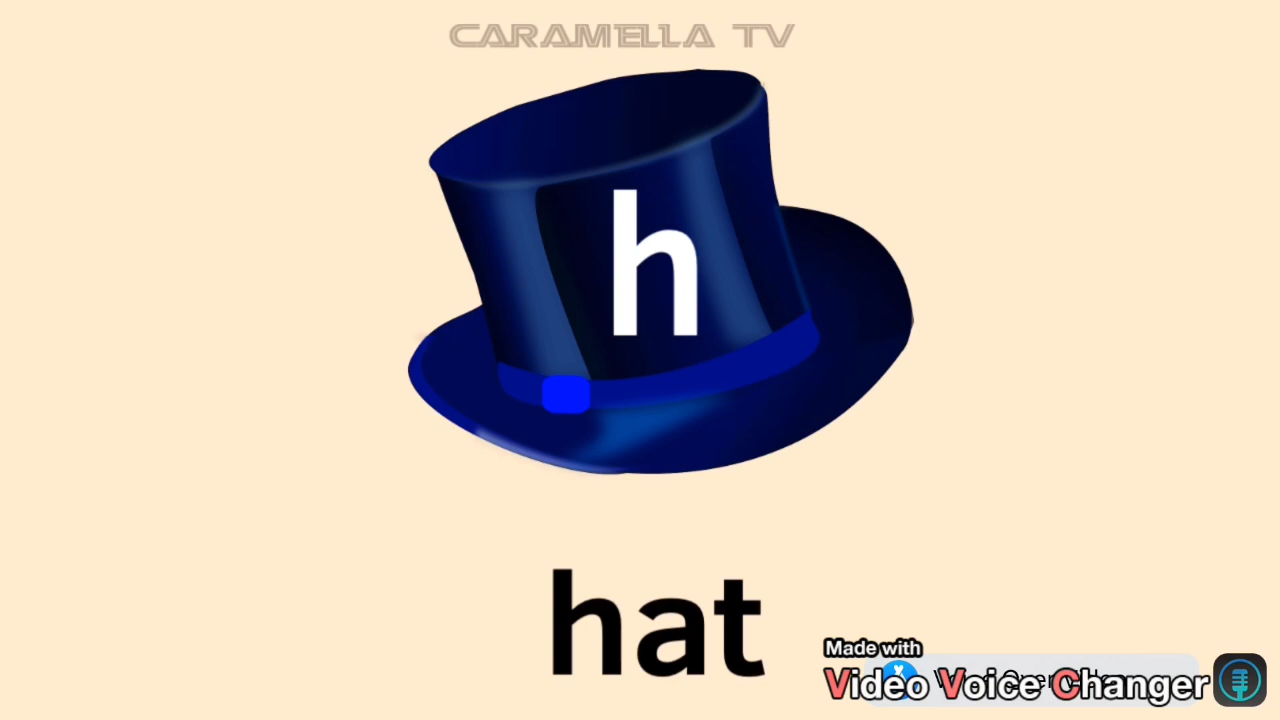 CARAMELLA TV
h
hat
Made with
Video Voice Changer